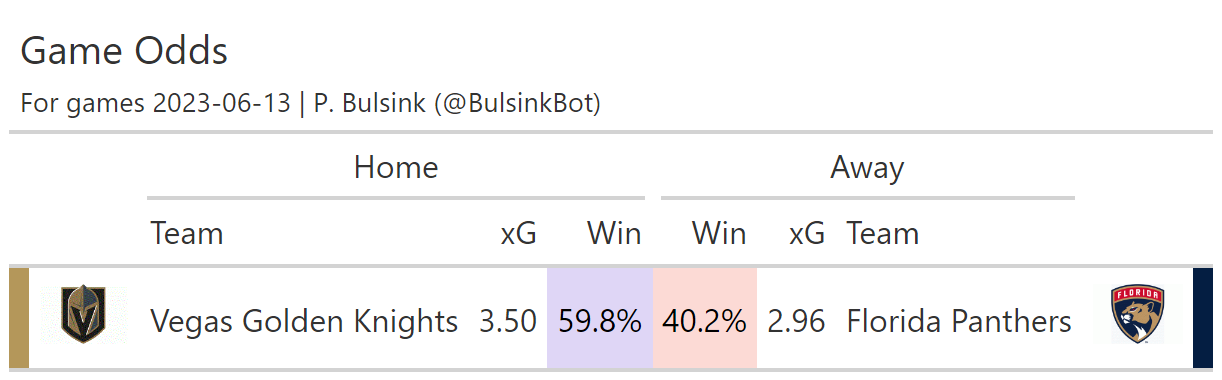 Game Odds
For games 2023-06-13 | P. Bulsink (@BulsinkBot)
Home Away
Team xG Win Win xG Team
Vegas Golden Knights 3.50 59.8% 40.2% 2.96 Florida Panthers
FLORIDA